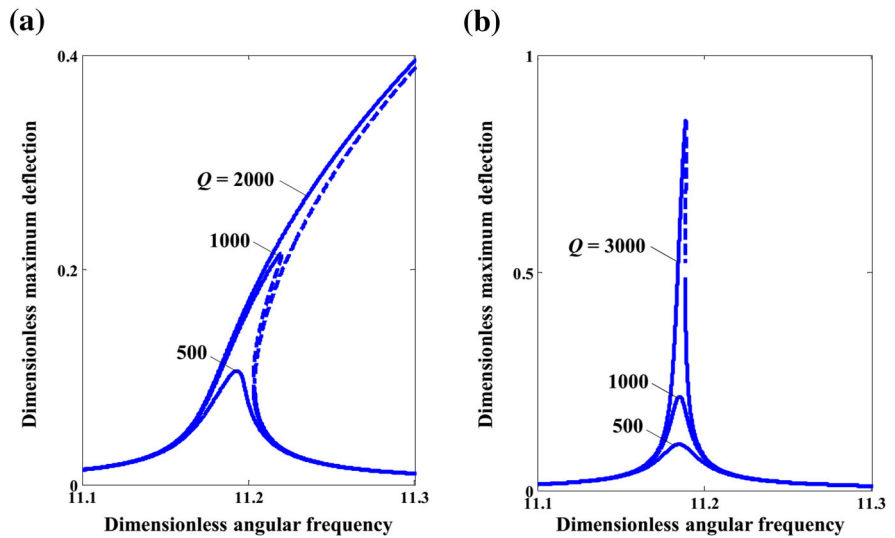 (a)
Dimensionless maximum deflection
0.4
0.2
0
Q = 2000
1000
500
11.1
11.2
11.3
Dimensionless angular frequency
(b)
Dimensionless maximum deflection
1
0.5
0
Q = 3000
1000
500
11.1
11.2
11.3
Dimensionless angular frequency